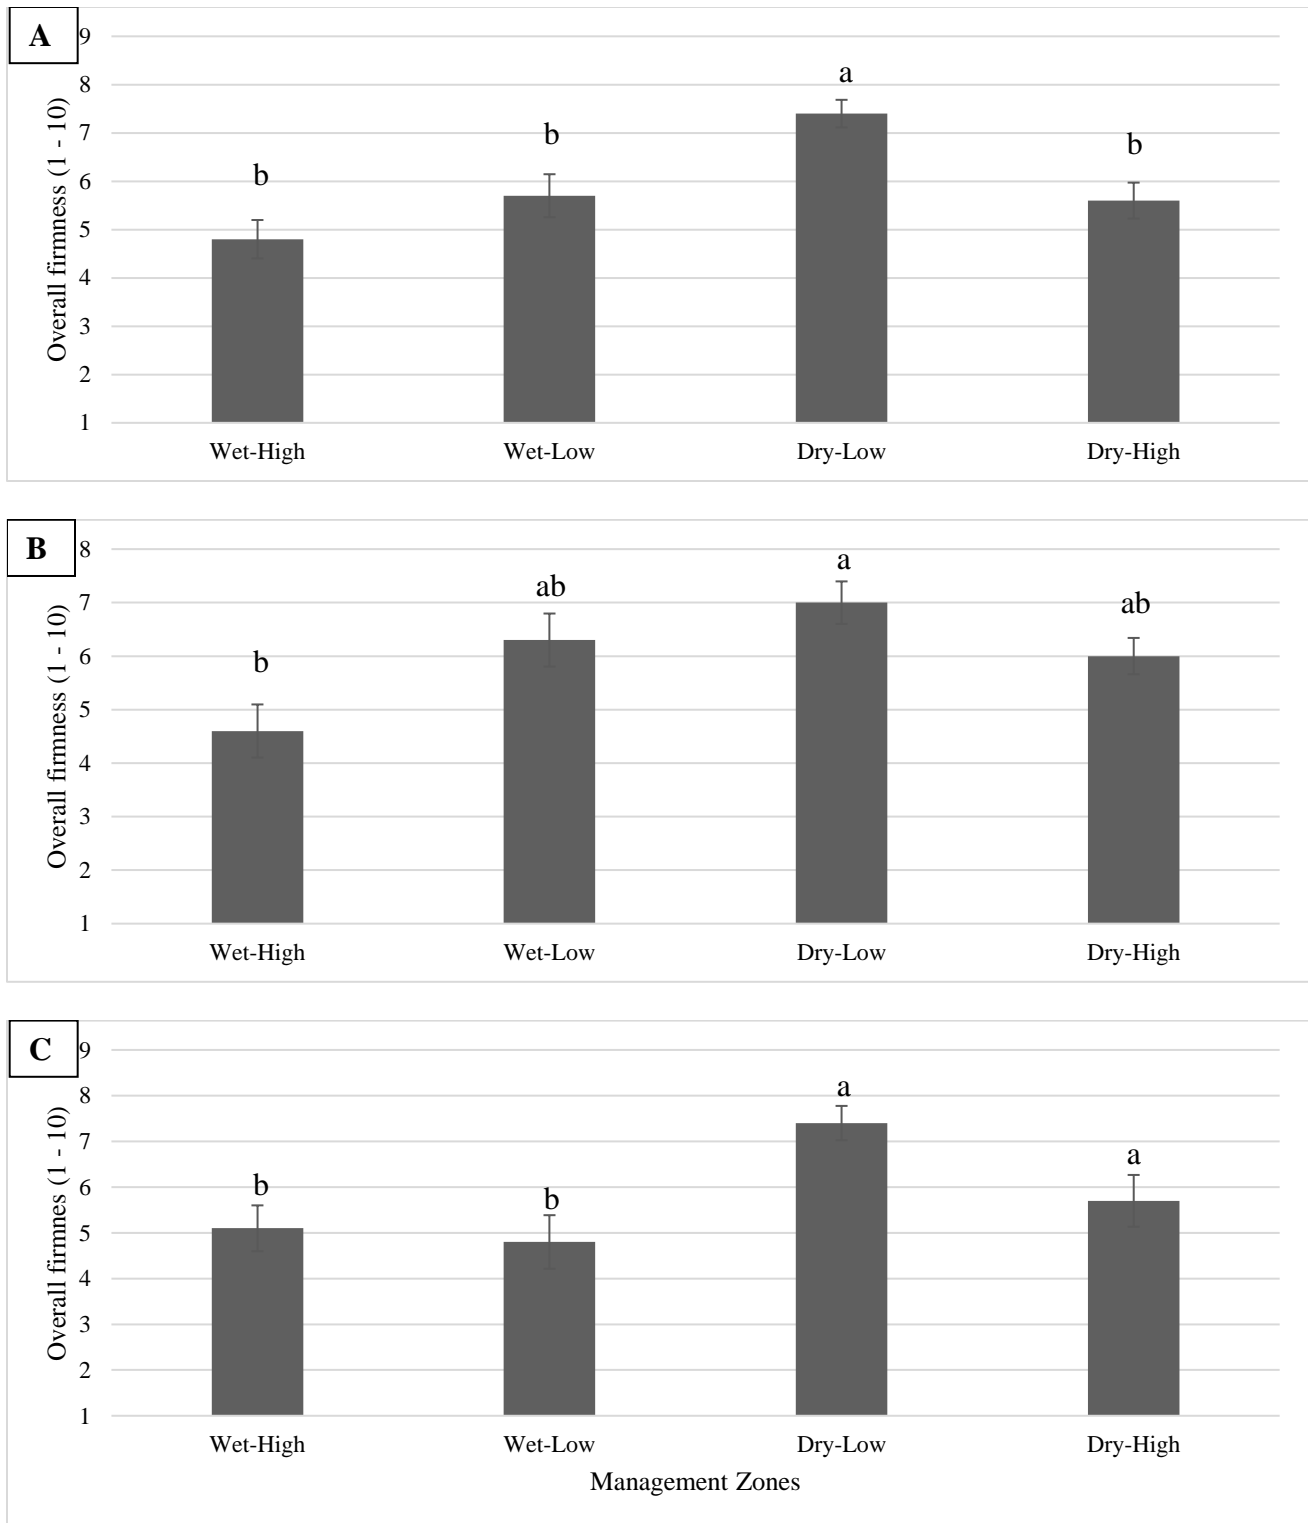 A
9
8
7
6
5
4
3
2
1
Overall firmness (1 - 10)
b
b
a
b
Wet-High Wet-Low Dry-Low Dry-High
B
8
7
6
5
4
3
2
1
Overall firmness (1 - 10)
b
ab
a
ab
Wet-High Wet-Low Dry-Low Dry-High
C
9
8
7
6
5
4
3
2
1
Overall firmnes (1 - 10)
b
b
a
a
Wet-High Wet-Low Dry-Low Dry-High
Management Zones